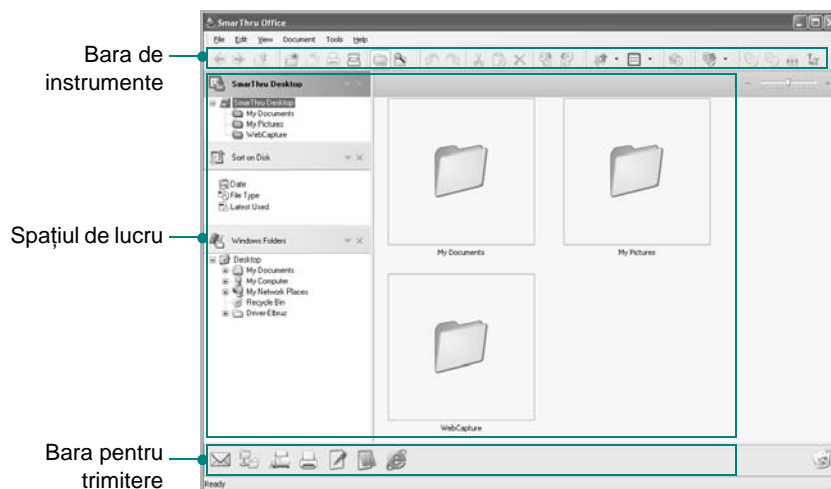 SmarThru Office
File Edit View Document Tools Help
Bara de
instrumente
SmarThru Desktop
SmarThru Desktop
My Documents
My Pictures
WebCapture
Sort on Disk
Date
File Type
Latest Used
Spațiul de lucru
Windows Folders
Desktop
My Documents
My Computer
My Network Places
Recycle Bin
Driver-Elbruz
My Documents
My Pictures
WebCapture
Bara pentru
trimitere
Ready